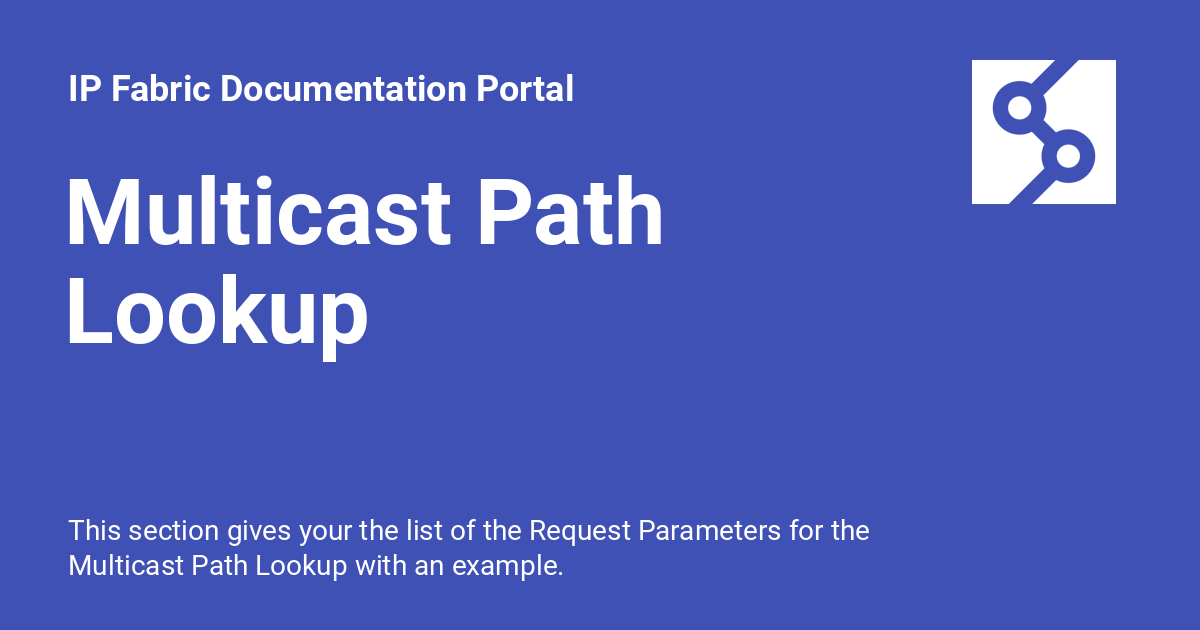 IP Fabric Documentation Portal
Multicast Path
Lookup
This section gives your the list of the Request Parameters for the
Multicast Path Lookup with an example.